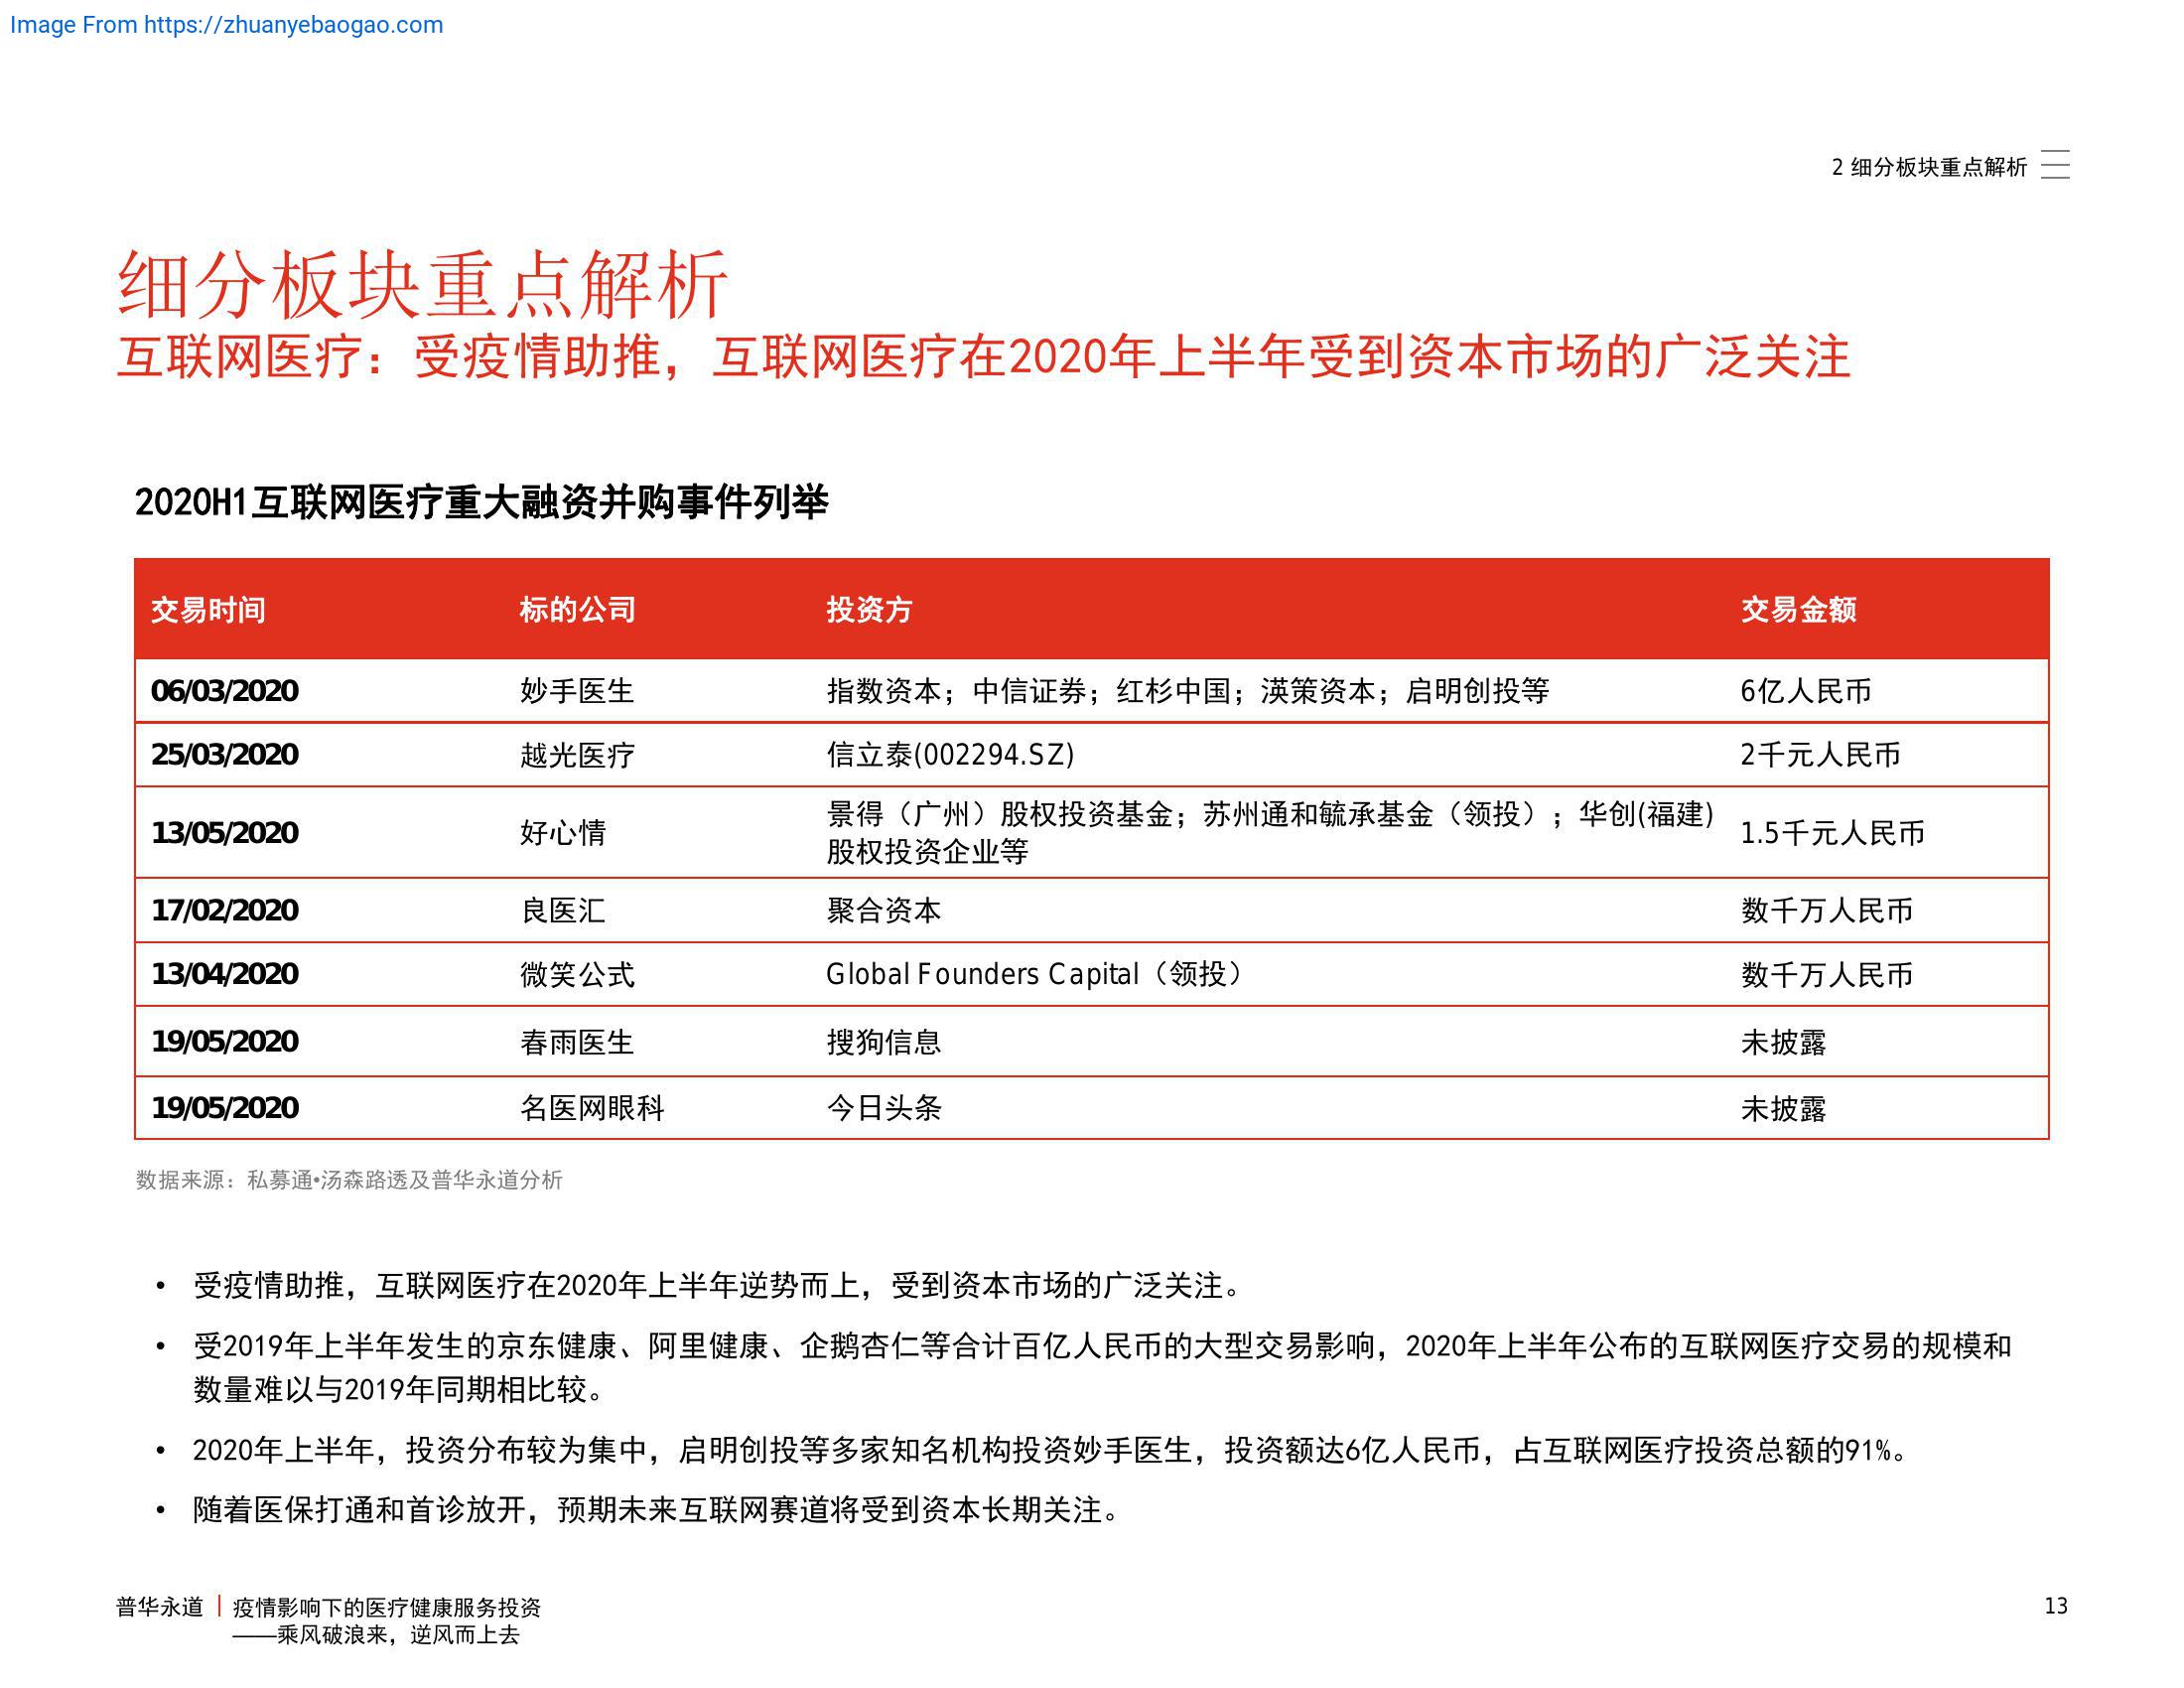 Image From https://zhuanyebaogao.com
2 细分板块重点解析
细分板块重点解析
互联网医疗：受疫情助推，互联网医疗在2020年上半年受到资本市场的广泛关注
2020H1互联网医疗重大融资并购事件列举
交易时间 标的公司 投资方 交易金额
06/03/2020 妙手医生 指数资本；中信证券；红杉中国；渶策资本；启明创投等 6亿人民币
25/03/2020 越光医疗 信立泰(002294.SZ) 2千元人民币
13/05/2020 好心情 景得（广州）股权投资基金；苏州通和毓承基金（领投）；华创(福建) 1.5千元人民币
股权投资企业等
17/02/2020 良医汇 聚合资本 数千万人民币
13/04/2020 微笑公式 Global Founders Capital（领投） 数千万人民币
19/05/2020 春雨医生 搜狗信息 未披露
19/05/2020 名医网眼科 今日头条 未披露
数据来源：私募通•汤森路透及普华永道分析
• 受疫情助推，互联网医疗在2020年上半年逆势而上，受到资本市场的广泛关注。
• 受2019年上半年发生的京东健康、阿里健康、企鹅杏仁等合计百亿人民币的大型交易影响，2020年上半年公布的互联网医疗交易的规模和
数量难以与2019年同期相比较。
• 2020年上半年，投资分布较为集中，启明创投等多家知名机构投资妙手医生，投资额达6亿人民币，占互联网医疗投资总额的91%。
• 随着医保打通和首诊放开，预期未来互联网赛道将受到资本长期关注。
普华永道 | 疫情影响下的医疗健康服务投资
——乘风破浪来，逆风而上去
13